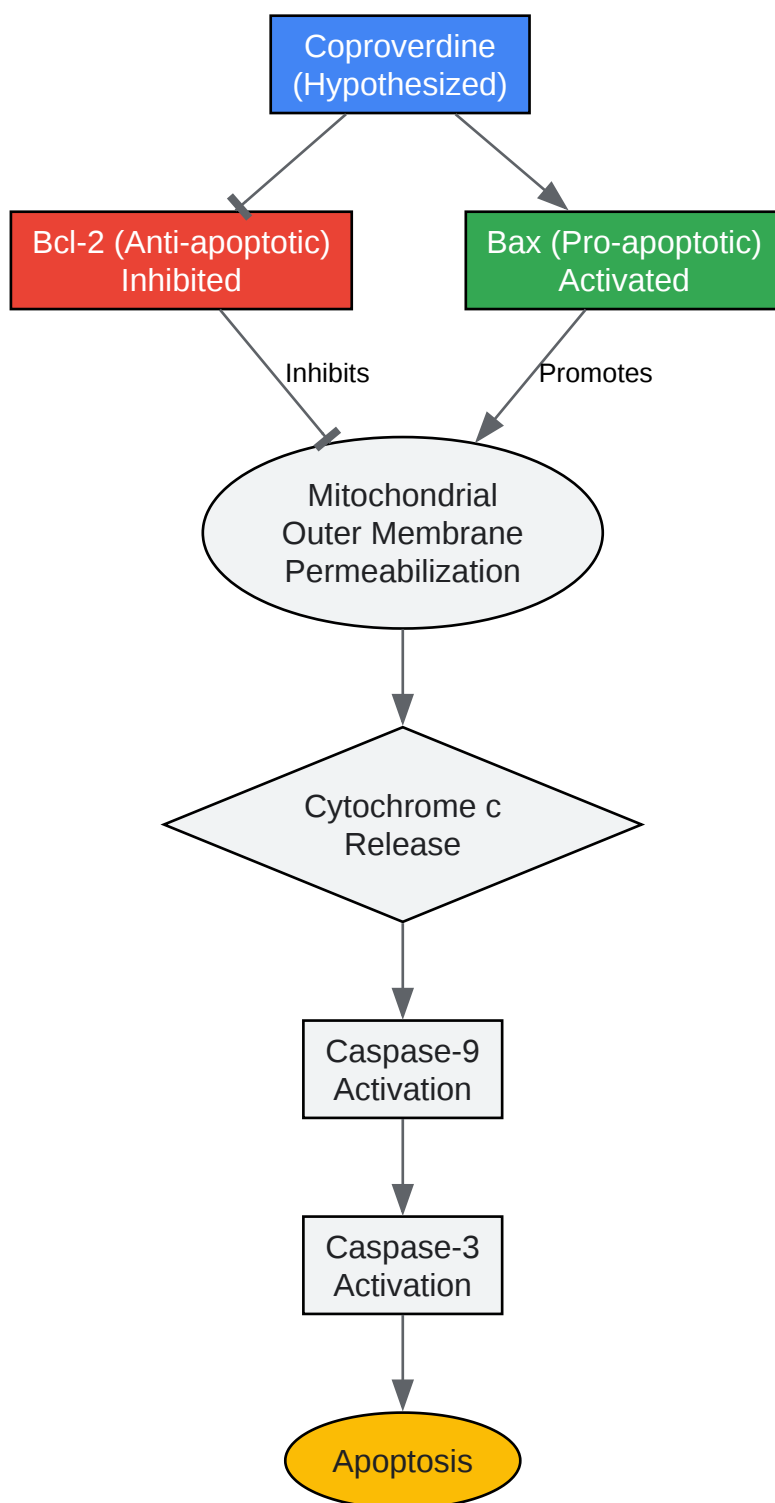 Coproverdine
(Hypothesized)
Bcl-2 (Anti-apoptotic)
Inhibited
Bax (Pro-apoptotic)
Activated
Inhibits
Promotes
Mitochondrial
Outer Membrane
Permeabilization
Cytochrome c
Release
Caspase-9
Activation
Caspase-3
Activation
Apoptosis